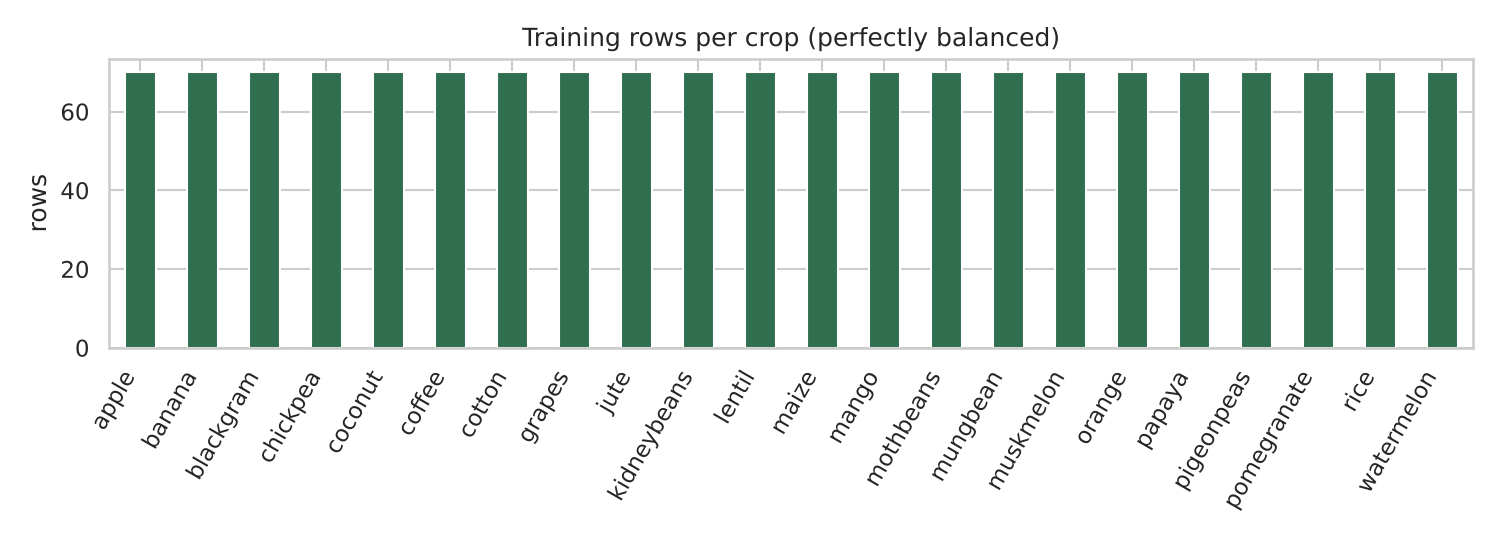 Training rows per crop (perfectly balanced)
rows
60
40
20
0
apple
banana
blackgram
chickpea
coconut
coffee
cotton
grapes
jute
kidneybeans
lentil
maize
mango
mothbeans
mungbean
muskmelon
orange
papaya
pigeonpeas
pomegranate
rice
watermelon